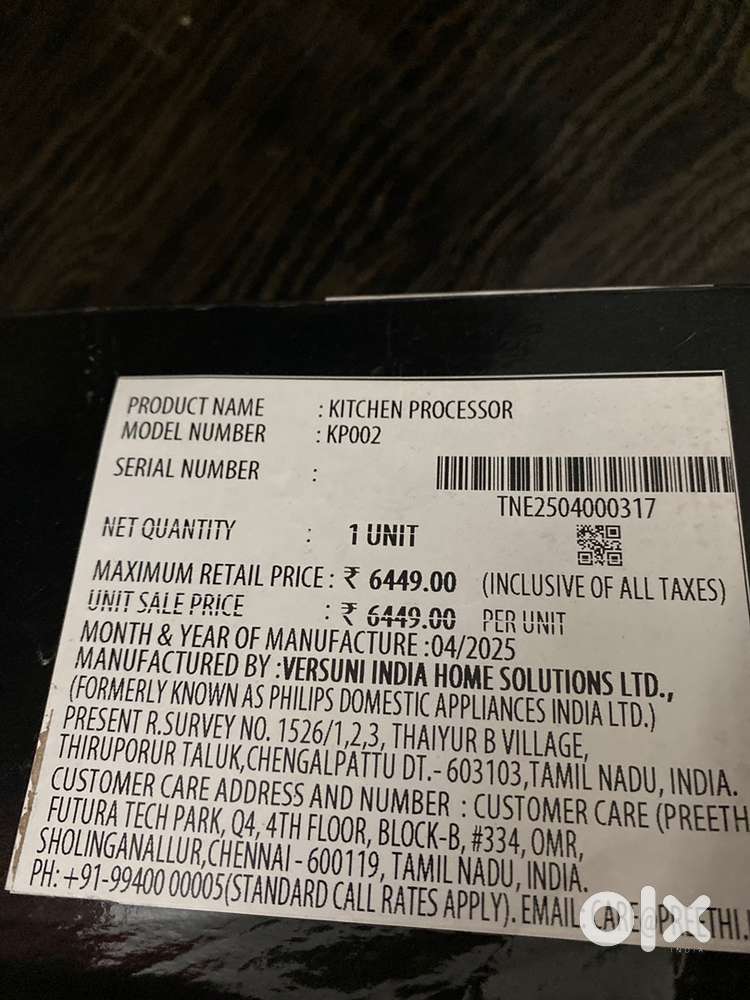 PRODUCT NAME : KITCHEN PROCESSOR
MODEL NUMBER : KP002
SERIAL NUMBER :
TNE2504000317
NET QUANTITY : 1 UNIT
MAXIMUM RETAIL PRICE : ₹ 6449.00 (INCLUSIVE OF ALL TAXES)
UNIT SALE PRICE : ₹ 6449.00 PER UNIT
MONTH & YEAR OF MANUFACTURE :04/2025
MANUFACTURED BY :VERSUNI INDIA HOME SOLUTIONS LTD.,
(FORMERLY KNOWN AS PHILIPS DOMESTIC APPLIANCES INDIA LTD.)
PRESENT R.SURVEY NO. 1526/1,2,3, THAIYUR B VILLAGE,
THIRUPORUR TALUK,CHENGALPATTU DT.- 603103,TAMIL NADU, INDIA.
CUSTOMER CARE ADDRESS AND NUMBER : CUSTOMER CARE (PREETH
FUTURA TECH PARK, Q4, 4TH FLOOR, BLOCK-B, #334, OMR,
SHOLINGANALLUR,CHENNAI - 600119, TAMIL NADU, INDIA.
PH: +91-99400 00005(STANDARD CALL RATES APPLY). EMAIL: CARE@PREETHI.
olx
INDIA